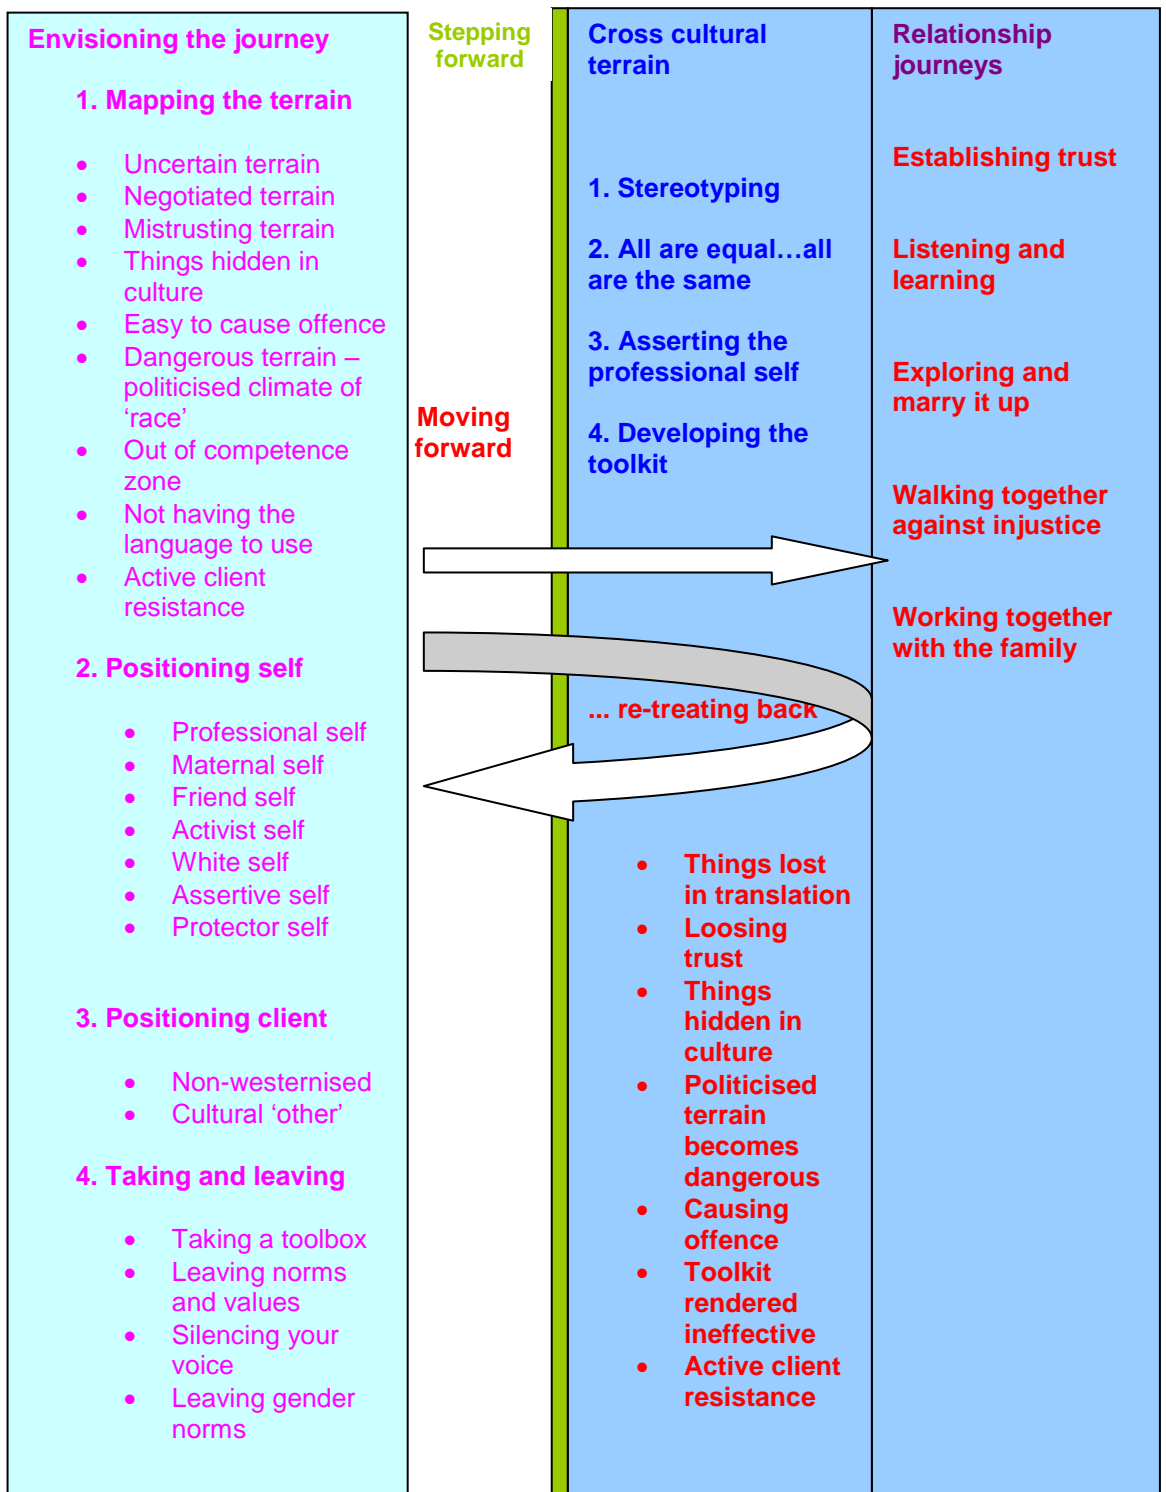 Envisioning the journey
1. Mapping the terrain
• Uncertain terrain
• Negotiated terrain
• Mistrusting terrain
• Things hidden in
culture
• Easy to cause offence
• Dangerous terrain –
politicised climate of
‘race’
• Out of competence
zone
• Not having the
language to use
• Active client
resistance
2. Positioning self
• Professional self
• Maternal self
• Friend self
• Activist self
• White self
• Assertive self
• Protector self
3. Positioning client
• Non-westernised
• Cultural ‘other’
4. Taking and leaving
• Taking a toolbox
• Leaving norms
and values
• Silencing your
voice
• Leaving gender
norms
Stepping
forward
Moving
forward
Cross cultural
terrain
1. Stereotyping
2. All are equal…all
are the same
3. Asserting the
professional self
4. Developing the
toolkit
... re-treating back
• Things lost
in translation
• Loosing
trust
• Things
hidden in
culture
• Politicised
terrain
becomes
dangerous
• Causing
offence
• Toolkit
rendered
ineffective
• Active client
resistance
Relationship
journeys
Establishing trust
Listening and
learning
Exploring and
marry it up
Walking together
against injustice
Working together
with the family